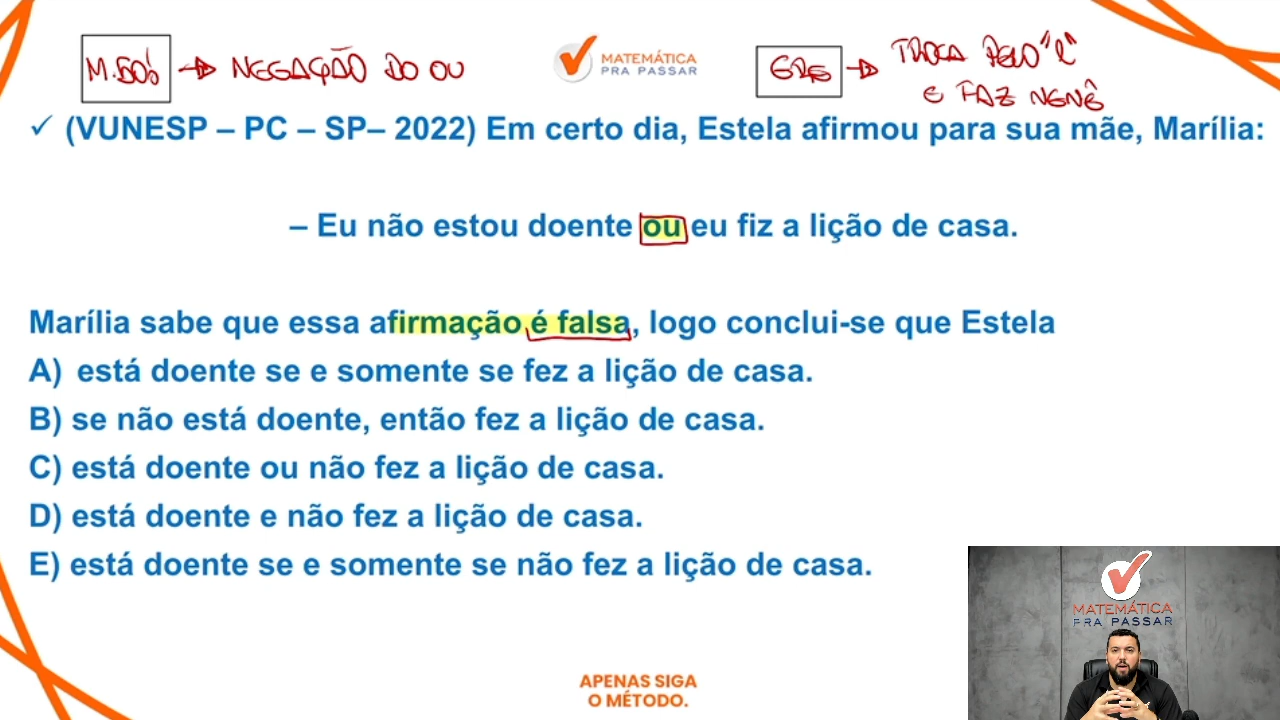 M.500 → NEGAÇÃO DO OU
MATEMÁTICA
PRA PASSAR
→ TROCA PELO "E"
E FAZ NENÊ
✓ (VUNESP – PC – SP– 2022) Em certo dia, Estela afirmou para sua mãe, Marília:
– Eu não estou doente ou eu fiz a lição de casa.
Marília sabe que essa afirmação é falsa, logo conclui-se que Estela
A) está doente se e somente se fez a lição de casa.
B) se não está doente, então fez a lição de casa.
C) está doente ou não fez a lição de casa.
D) está doente e não fez a lição de casa.
E) está doente se e somente se não fez a lição de casa.
MATEMÁTICA
PRA PASSAR
APENAS SIGA
O MÉTODO.